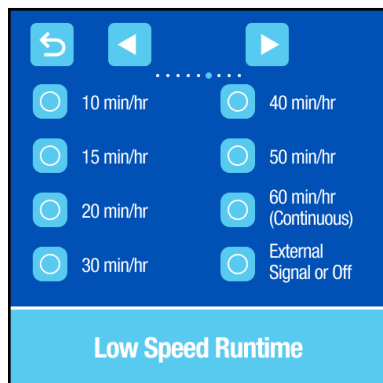 10 min/hr
40 min/hr
15 min/hr
50 min/hr
20 min/hr
60 min/hr
(Continuous)
30 min/hr
External
Signal or Off
Low Speed Runtime